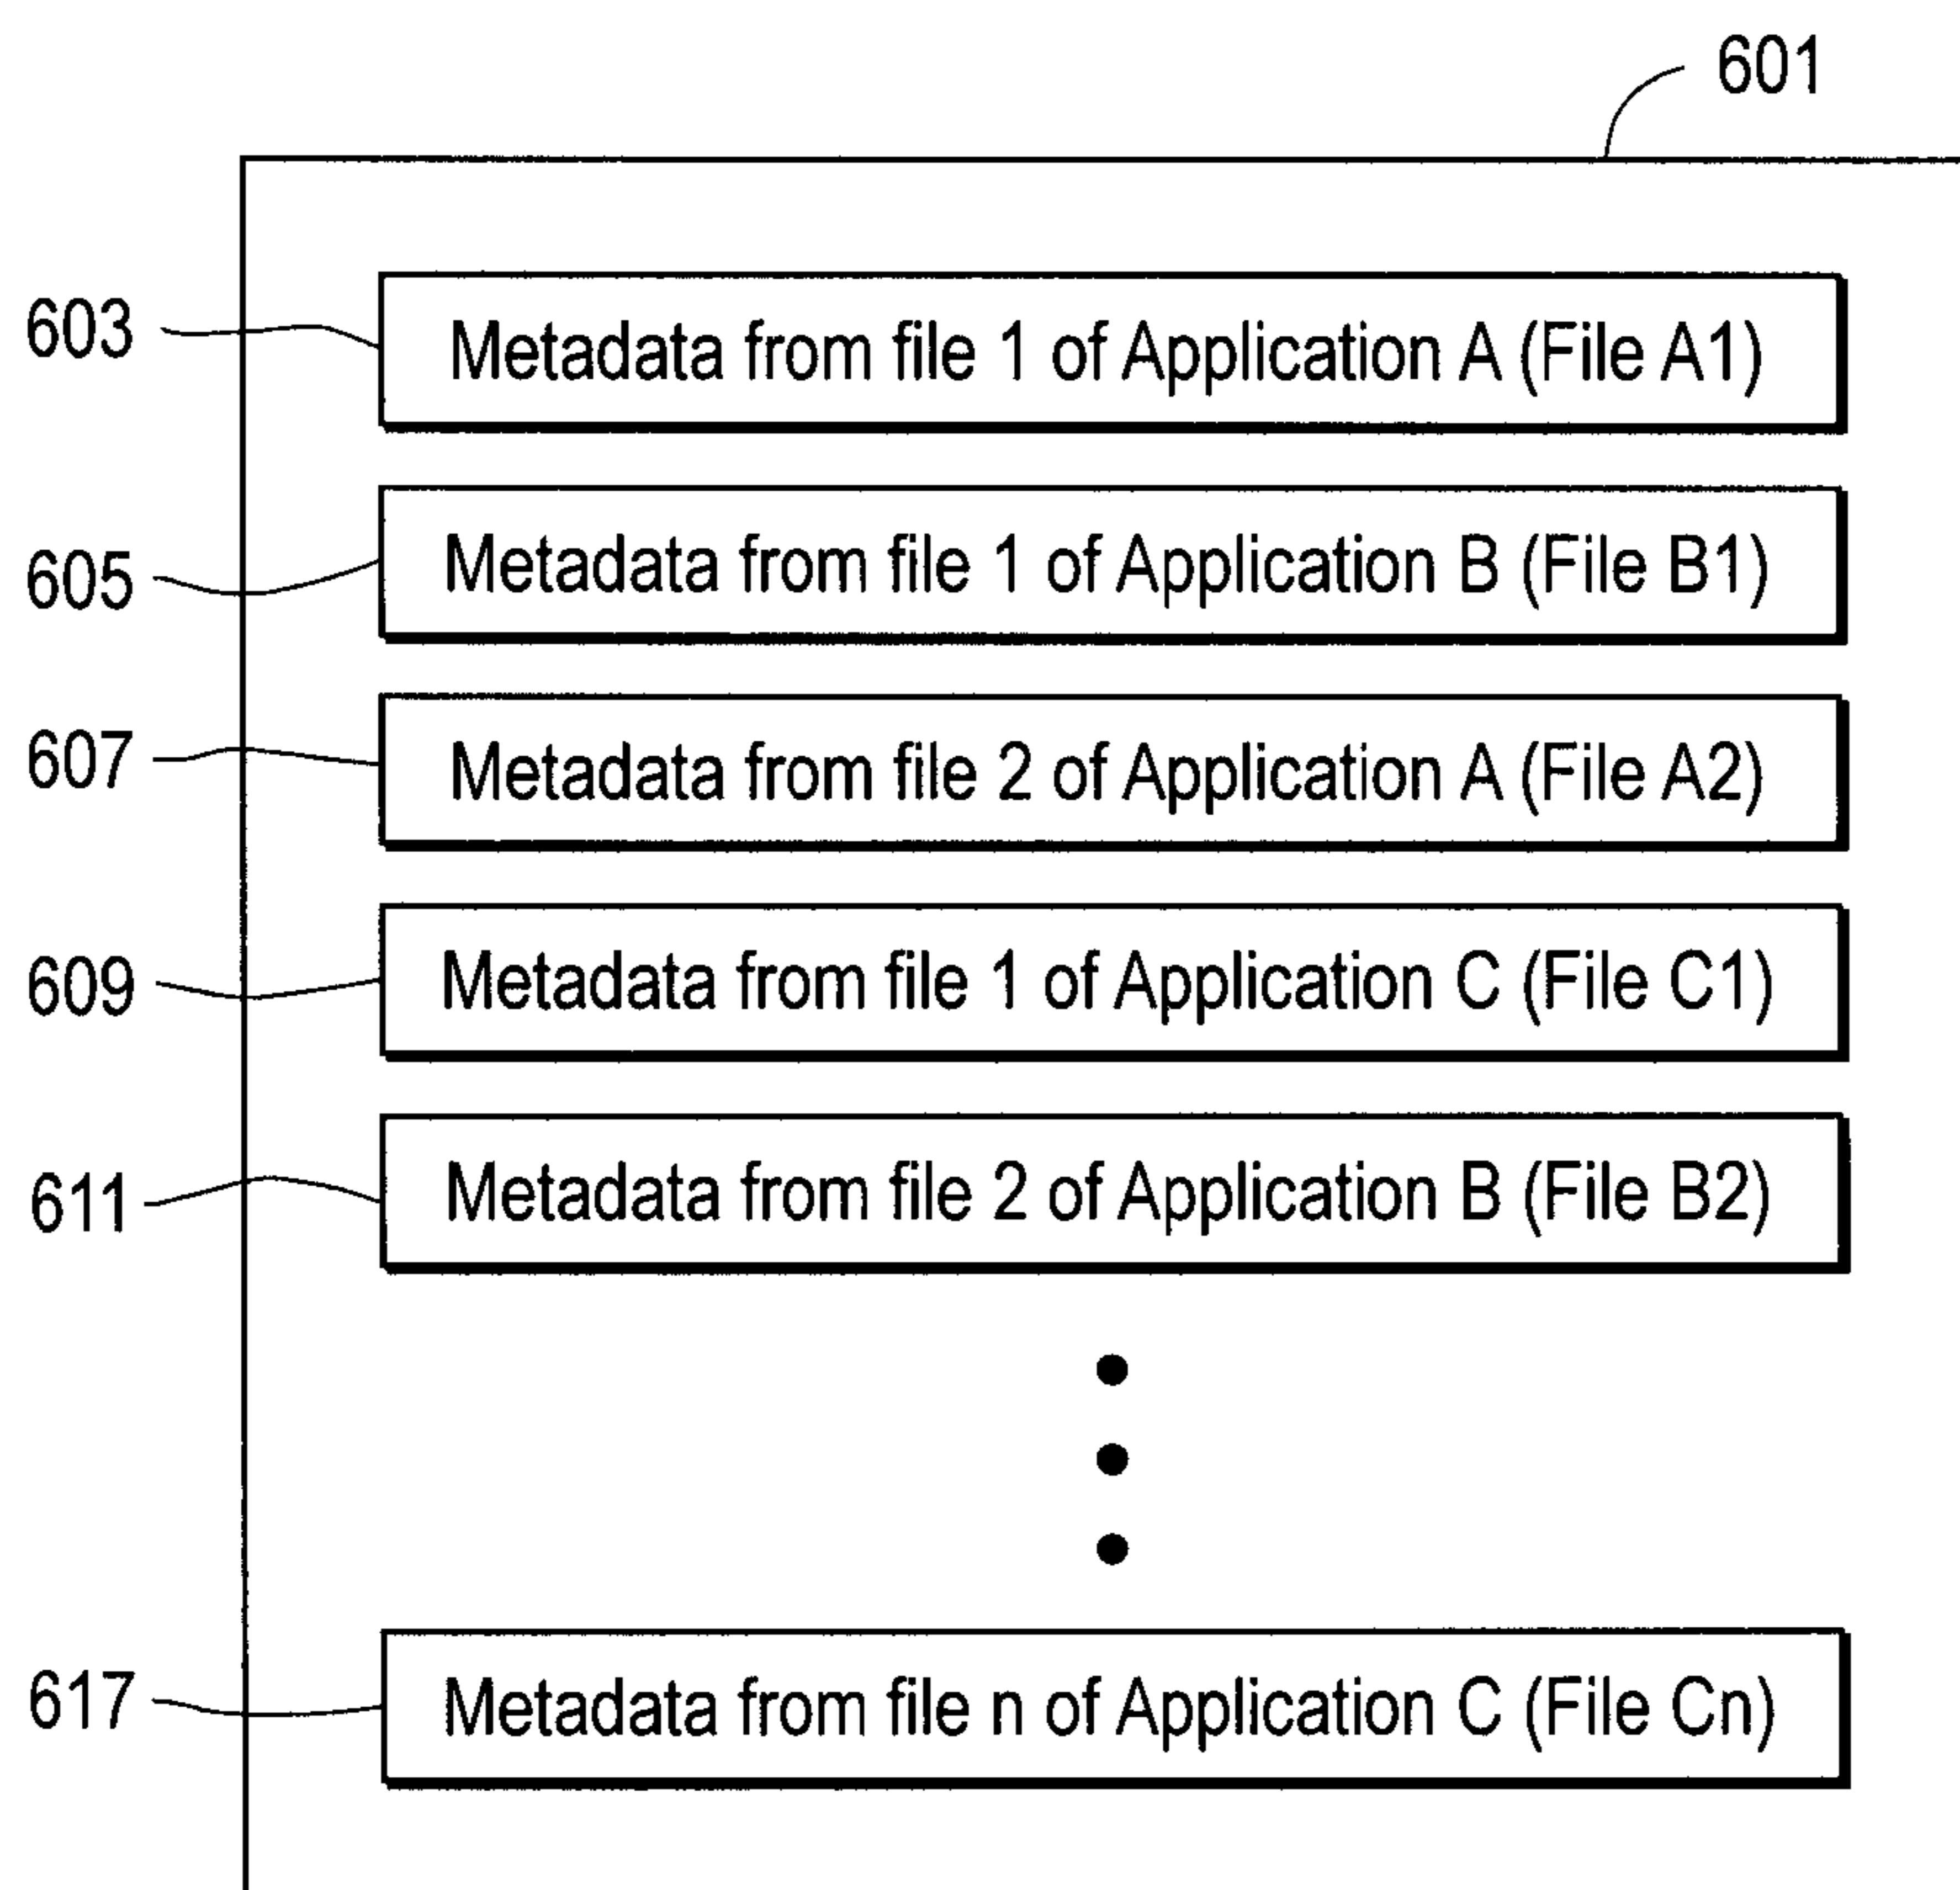 601
603 Metadata from file 1 of Application A (File A1)
605 Metadata from file 1 of Application B (File B1)
607 Metadata from file 2 of Application A (File A2)
609 Metadata from file 1 of Application C (File C1)
611 Metadata from file 2 of Application B (File B2)
617 Metadata from file n of Application C (File Cn)